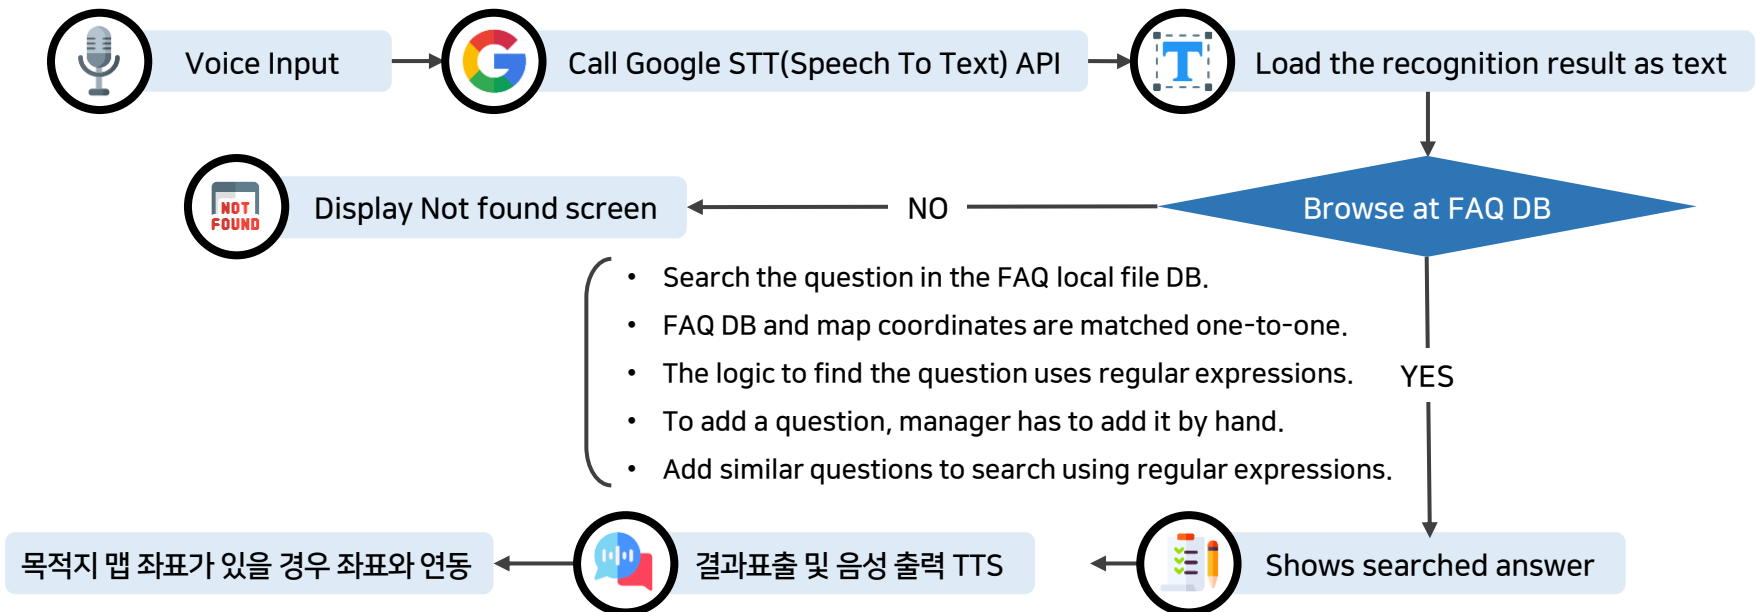 Voice Input
Call Google STT(Speech To Text) API
T
Load the recognition result as text
NOT
FOUND
Display Not found screen
NO
Browse at FAQ DB
• Search the question in the FAQ local file DB.
• FAQ DB and map coordinates are matched one-to-one.
• The logic to find the question uses regular expressions.
YES
• To add a question, manager has to add it by hand.
• Add similar questions to search using regular expressions.
목적지 맵 좌표가 있을 경우 좌표와 연동
결과표출 및 음성 출력 TTS
Shows searched answer